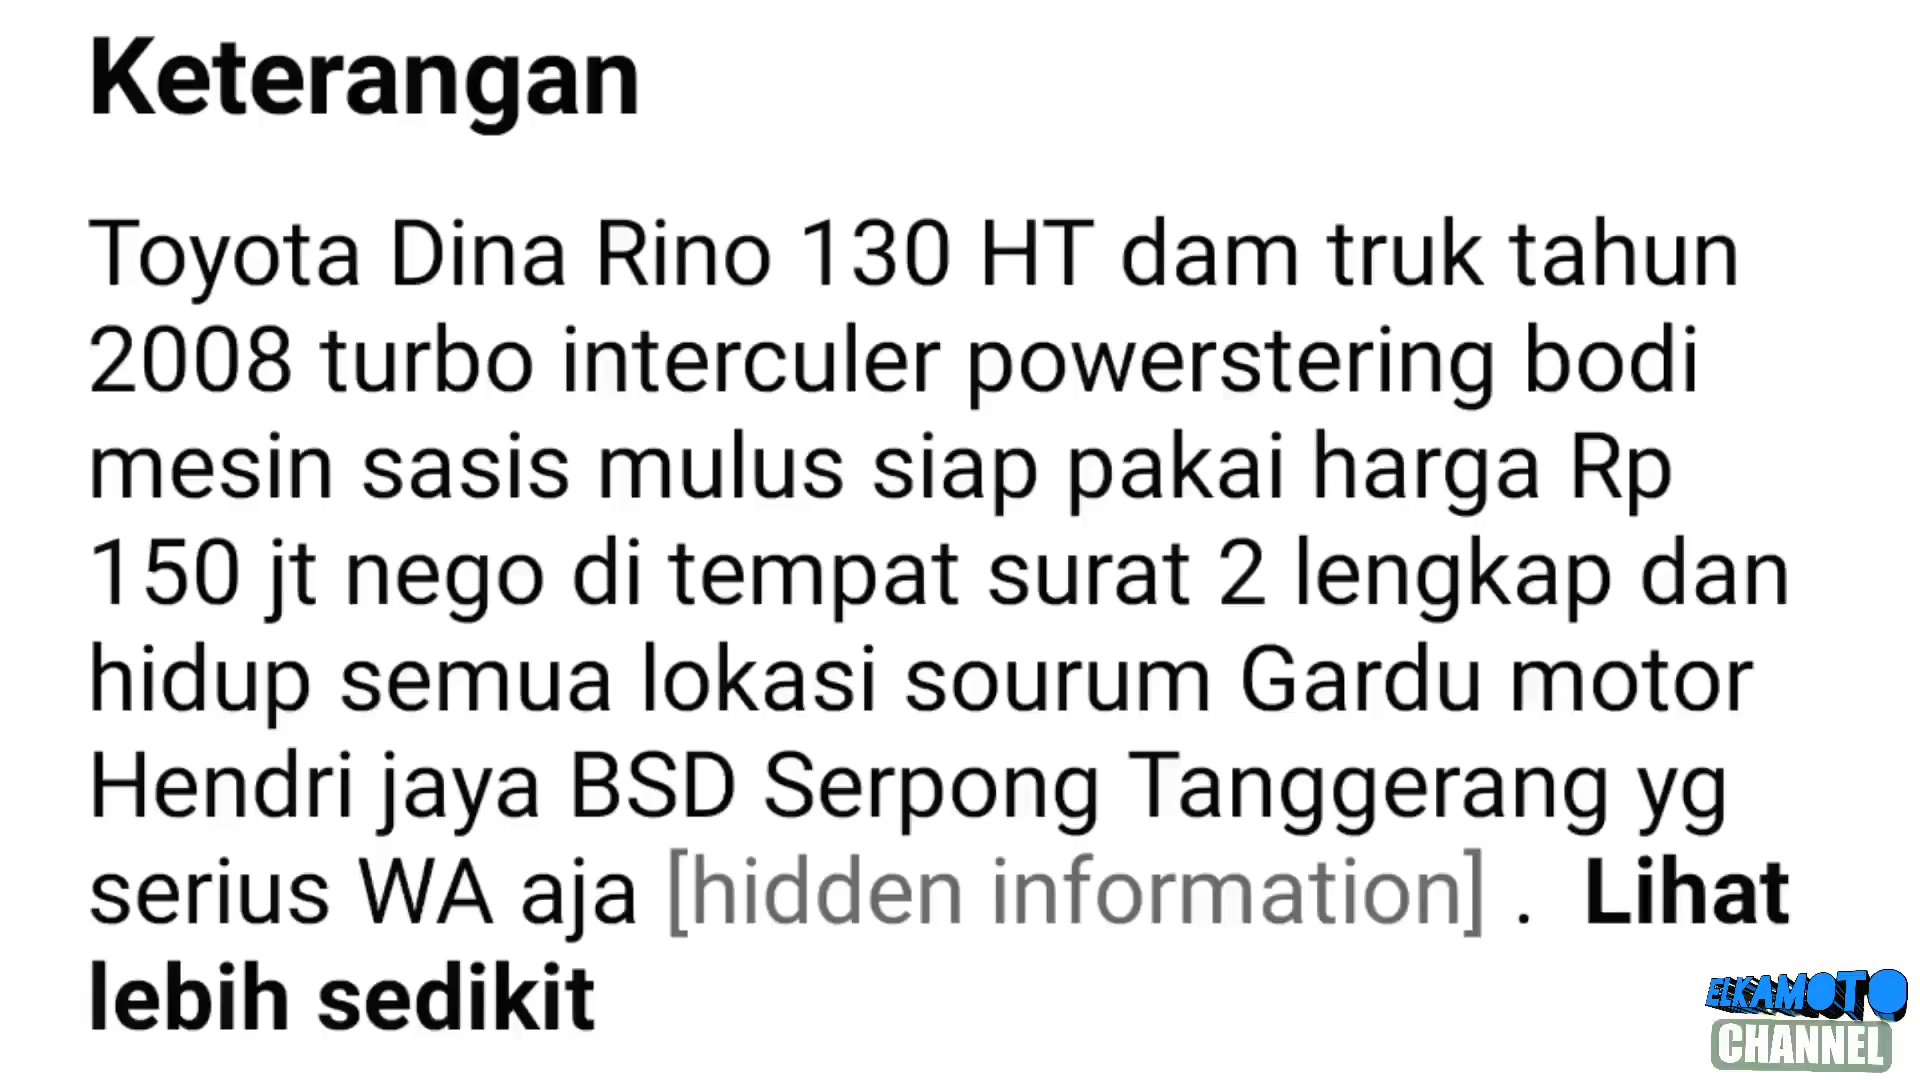 Keterangan
Toyota Dina Rino 130 HT dam truk tahun
2008 turbo interculer powerstering bodi
mesin sasis mulus siap pakai harga Rp
150 jt nego di tempat surat 2 lengkap dan
hidup semua lokasi sourum Gardu motor
Hendri jaya BSD Serpong Tanggerang yg
serius WA aja [hidden information] . Lihat
lebih sedikit
ELKAMOTO
CHANNEL